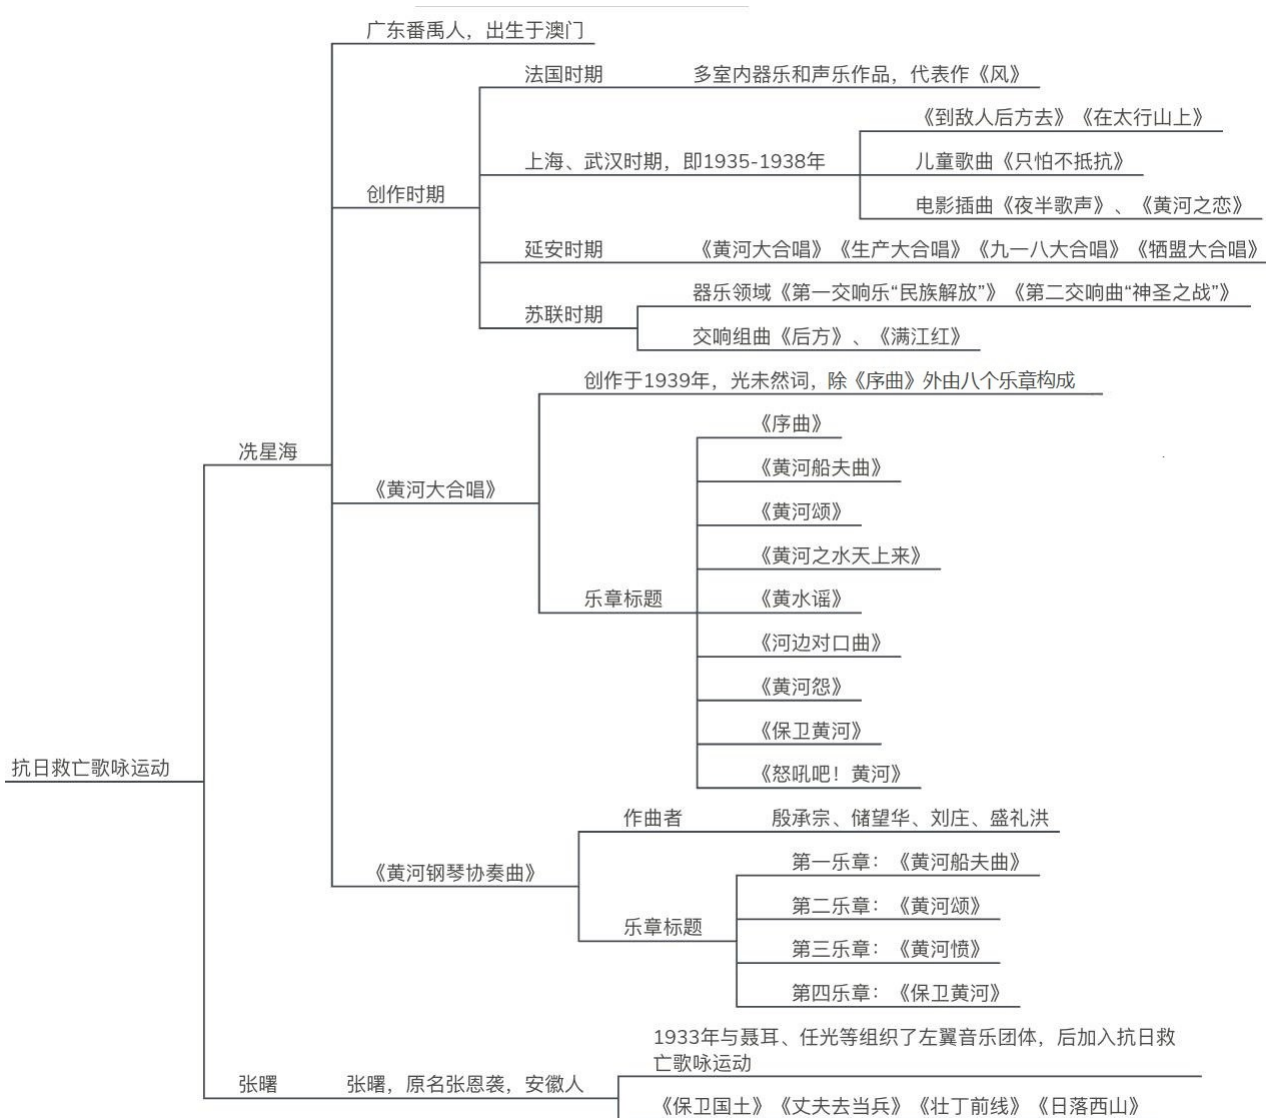 广东番禹人，出生于澳门
法国时期
多室内器乐和声乐作品，代表作《风》
《到敌人后方去》《在太行山上》
上海、武汉时期，即1935-1938年
儿童歌曲《只怕不抵抗》
创作时期
电影插曲《夜半歌声》、《黄河之恋》
延安时期
《黄河大合唱》《生产大合唱》《九一八大合唱》《牺盟大合唱》
器乐领域《第一交响乐“民族解放”》《第二交响曲“神圣之战”》
苏联时期
交响组曲《后方》、《满江红》
创作于1939年，光未然词，除《序曲》外由八个乐章构成
《序曲》
冼星海
《黄河船夫曲》
《黄河大合唱》
《黄河颂》
《黄河之水天上来》
乐章标题
《黄水谣》
《河边对口曲》
《黄河怨》
《保卫黄河》
抗日救亡歌咏运动
《怒吼吧！黄河》
作曲者
殷承宗、储望华、刘庄、盛礼洪
第一乐章：《黄河船夫曲》
《黄河钢琴协奏曲》
第二乐章：《黄河颂》
乐章标题
第三乐章：《黄河愤》
第四乐章：《保卫黄河》
1933年与聂耳、任光等组织了左翼音乐团体，后加入抗日救
亡歌咏运动
张曙
张曙，原名张恩袭，安徽人
《保卫国土》《丈夫去当兵》《壮丁前线》《日落西山》